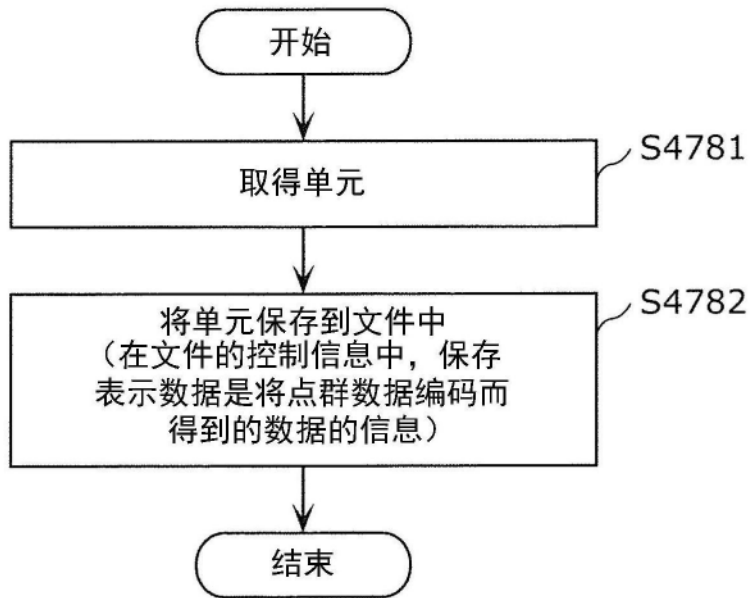 开始
取得单元
S4781
将单元保存到文件中
（在文件的控制信息中，保存
表示数据是将点群数据编码而
得到的数据的信息）
S4782
结束